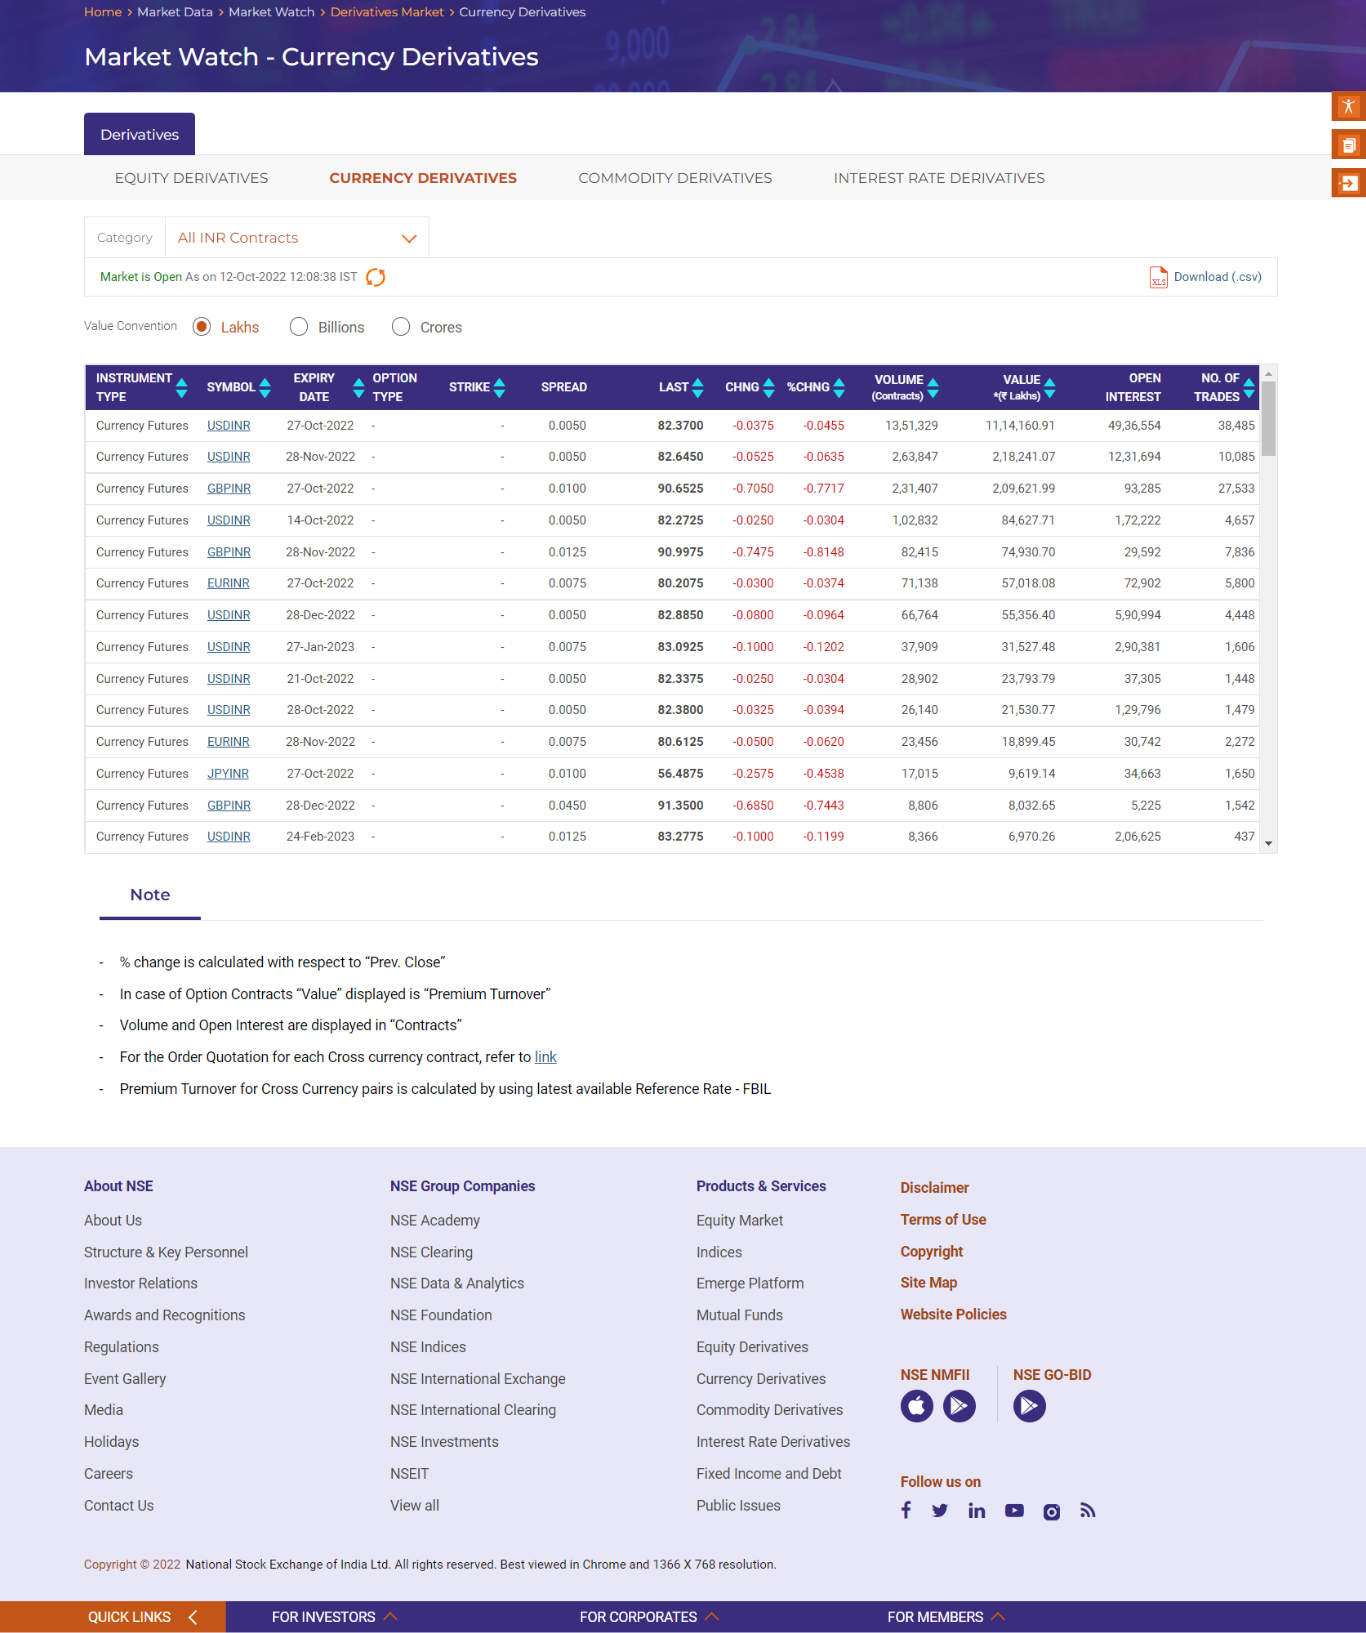 Home > Market Data > Market Watch > Derivatives Market > Currency Derivatives
Market Watch - Currency Derivatives
Derivatives
EQUITY DERIVATIVES CURRENCY DERIVATIVES COMMODITY DERIVATIVES INTEREST RATE DERIVATIVES
Category All INR Contracts
Market is Open As on 12-Oct-2022 12:08:38 IST XLS Download (.csv)
Value Convention Lakhs Billions Crores
INSTRUMENT TYPE SYMBOL EXPIRY DATE OPTION TYPE STRIKE SPREAD LAST CHNG %CHNG VOLUME (Contracts) VALUE *(₹ Lakhs) OPEN INTEREST NO. OF TRADES
Currency Futures USDINR 27-Oct-2022 - - 0.0050 82.3700 -0.0375 -0.0455 13,51,329 11,14,160.91 49,36,554 38,485
Currency Futures USDINR 28-Nov-2022 - - 0.0050 82.6450 -0.0525 -0.0635 2,63,847 2,18,241.07 12,31,694 10,085
Currency Futures GBPINR 27-Oct-2022 - - 0.0100 90.6525 -0.7050 -0.7717 2,31,407 2,09,621.99 93,285 27,533
Currency Futures USDINR 14-Oct-2022 - - 0.0050 82.2725 -0.0250 -0.0304 1,02,832 84,627.71 1,72,222 4,657
Currency Futures GBPINR 28-Nov-2022 - - 0.0125 90.9975 -0.7475 -0.8148 82,415 74,930.70 29,592 7,836
Currency Futures EURINR 27-Oct-2022 - - 0.0075 80.2075 -0.0300 -0.0374 71,138 57,018.08 72,902 5,800
Currency Futures USDINR 28-Dec-2022 - - 0.0050 82.8850 -0.0800 -0.0964 66,764 55,356.40 5,90,994 4,448
Currency Futures USDINR 27-Jan-2023 - - 0.0075 83.0925 -0.1000 -0.1202 37,909 31,527.48 2,90,381 1,606
Currency Futures USDINR 21-Oct-2022 - - 0.0050 82.3375 -0.0250 -0.0304 28,902 23,793.79 37,305 1,448
Currency Futures USDINR 28-Oct-2022 - - 0.0050 82.3800 -0.0325 -0.0394 26,140 21,530.77 1,29,796 1,479
Currency Futures EURINR 28-Nov-2022 - - 0.0075 80.6125 -0.0500 -0.0620 23,456 18,899.45 30,742 2,272
Currency Futures JPYINR 27-Oct-2022 - - 0.0100 56.4875 -0.2575 -0.4538 17,015 9,619.14 34,663 1,650
Currency Futures GBPINR 28-Dec-2022 - - 0.0450 91.3500 -0.6850 -0.7443 8,806 8,032.65 5,225 1,542
Currency Futures USDINR 24-Feb-2023 - - 0.0125 83.2775 -0.1000 -0.1199 8,366 6,970.26 2,06,625 437
Note
- % change is calculated with respect to “Prev. Close”
- In case of Option Contracts “Value” displayed is “Premium Turnover”
- Volume and Open Interest are displayed in “Contracts”
- For the Order Quotation for each Cross currency contract, refer to link
- Premium Turnover for Cross Currency pairs is calculated by using latest available Reference Rate - FBIL
About NSE
About Us
Structure & Key Personnel
Investor Relations
Awards and Recognitions
Regulations
Event Gallery
Media
Holidays
Careers
Contact Us
NSE Group Companies
NSE Academy
NSE Clearing
NSE Data & Analytics
NSE Foundation
NSE Indices
NSE International Exchange
NSE International Clearing
NSE Investments
NSEIT
View all
Products & Services
Equity Market
Indices
Emerge Platform
Mutual Funds
Equity Derivatives
Currency Derivatives
Commodity Derivatives
Interest Rate Derivatives
Fixed Income and Debt
Public Issues
Disclaimer
Terms of Use
Copyright
Site Map
Website Policies
NSE NMFII NSE GO-BID
Follow us on
Copyright © 2022 National Stock Exchange of India Ltd. All rights reserved. Best viewed in Chrome and 1366 X 768 resolution.
QUICK LINKS FOR INVESTORS FOR CORPORATES FOR MEMBERS